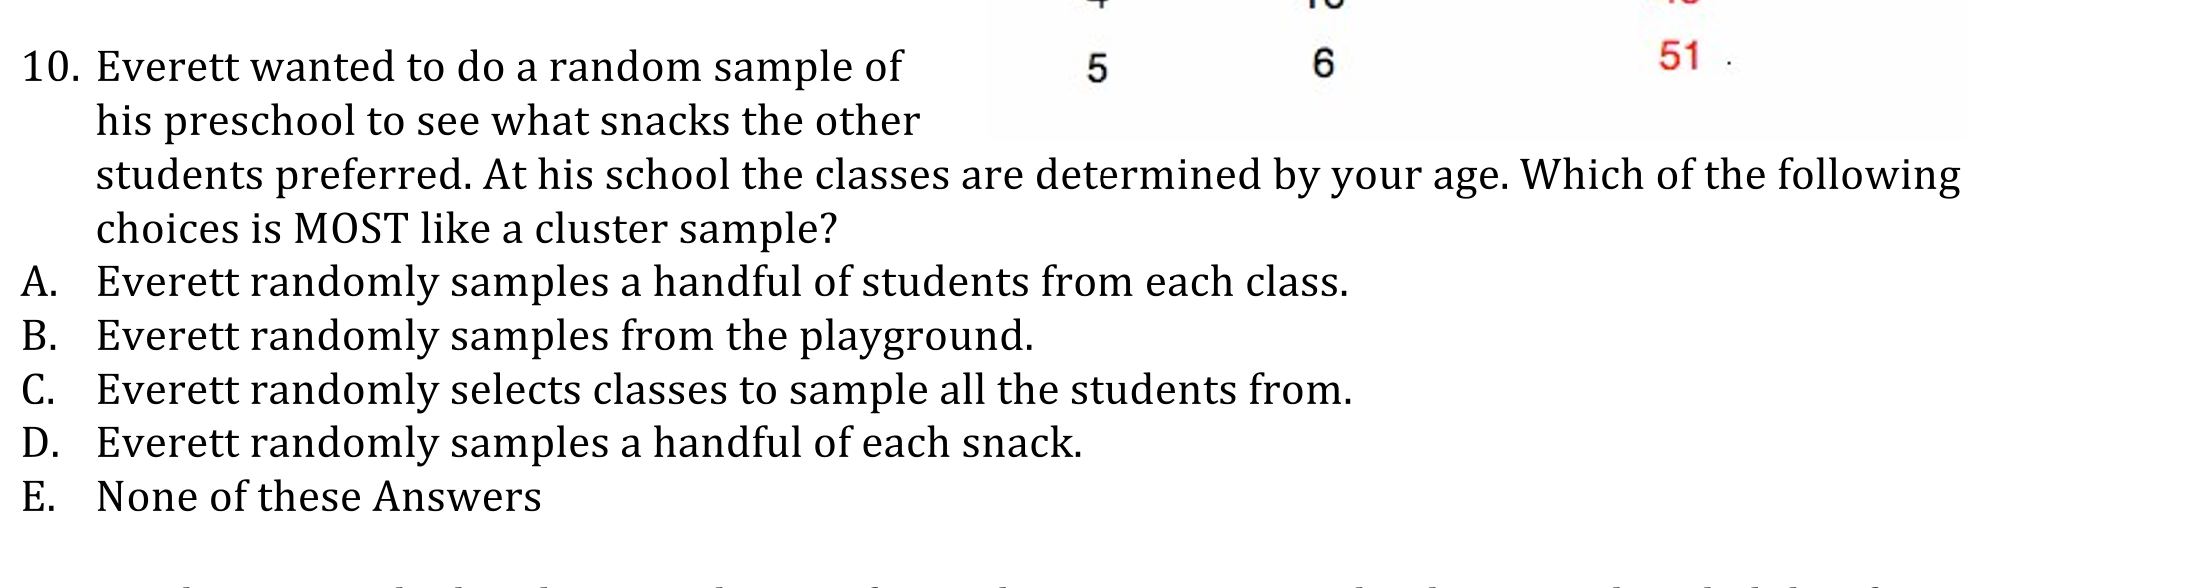 10. Everett wanted to do a random sample of
5 6 51 .
his preschool to see what snacks the other
students preferred. At his school the classes are determined by your age. Which of the following
choices is MOST like a cluster sample?
A. Everett randomly samples a handful of students from each class.
B. Everett randomly samples from the playground.
C. Everett randomly selects classes to sample all the students from.
D. Everett randomly samples a handful of each snack.
E. None of these Answers